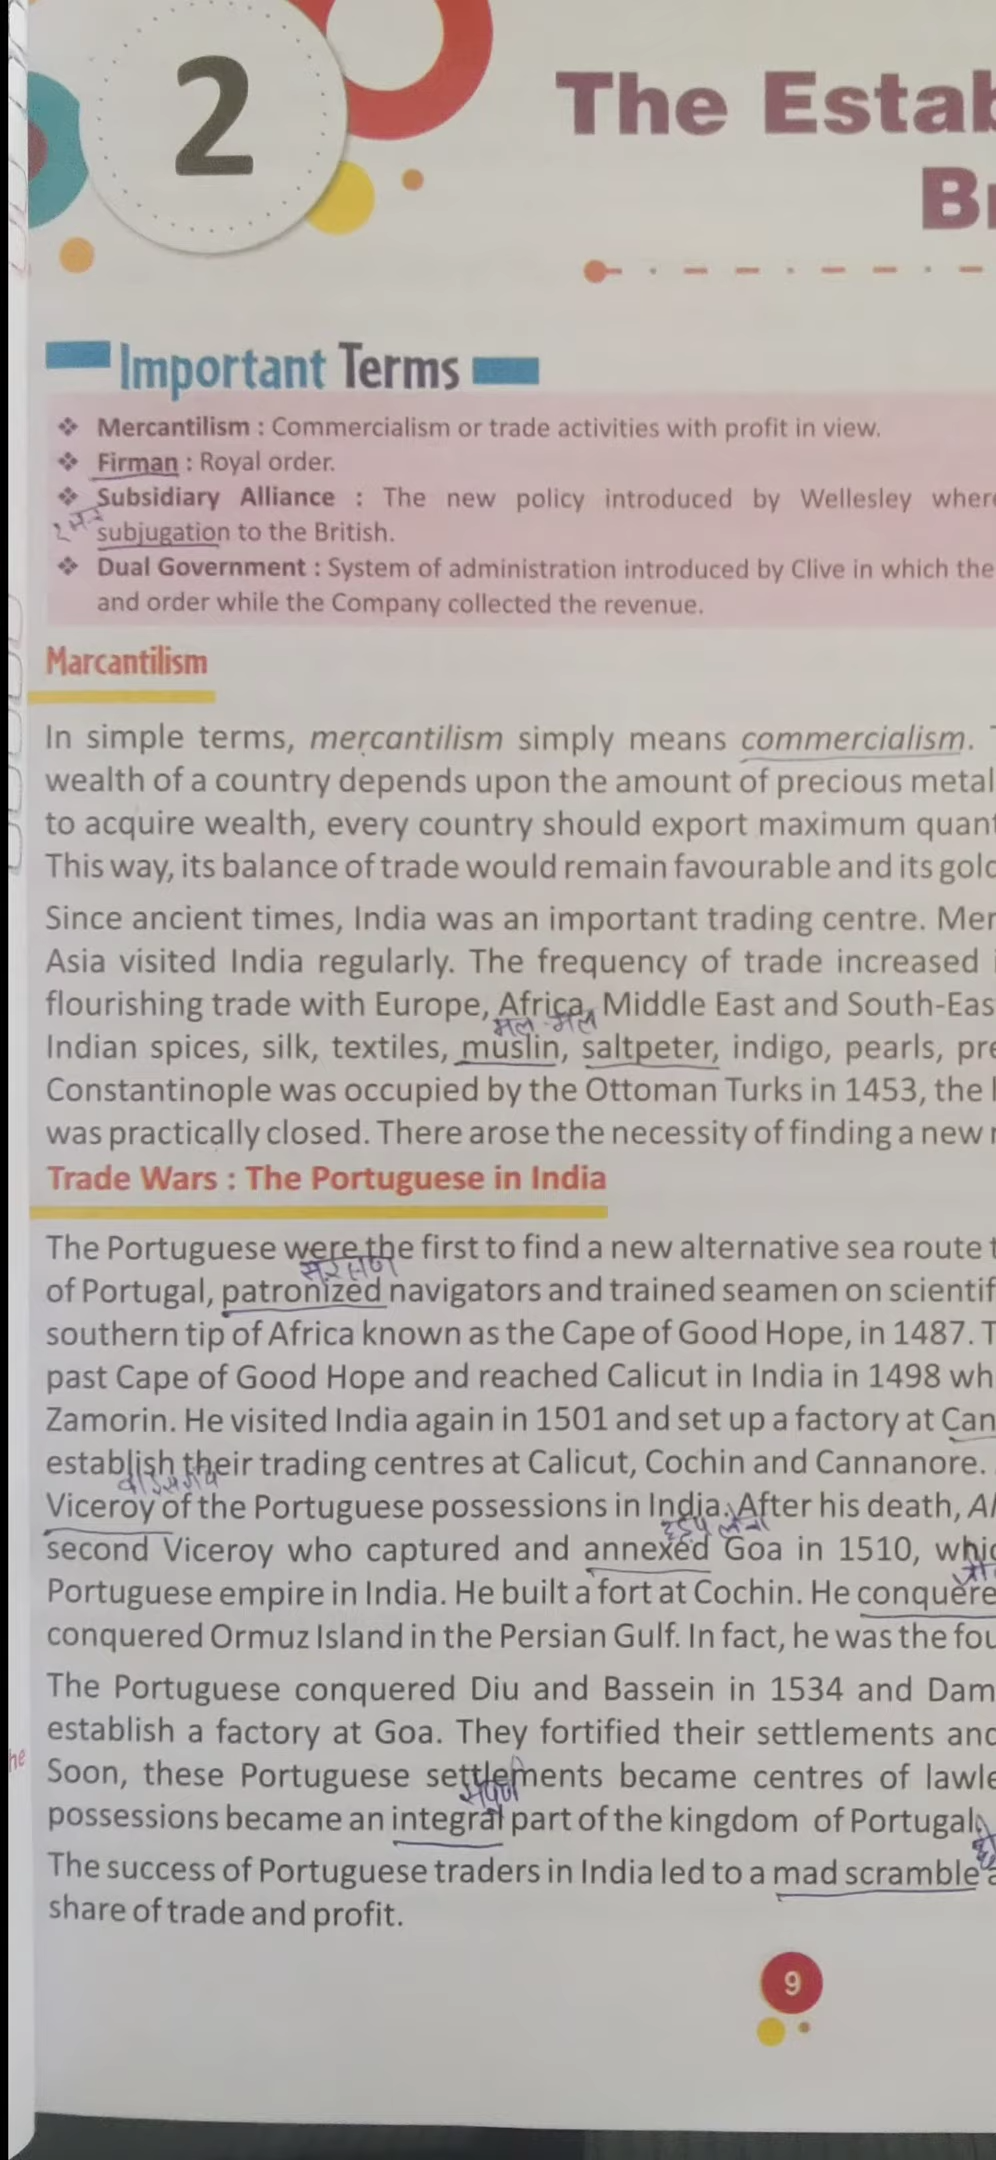 2
The Estab
Br
Important Terms
❖ Mercantilism : Commercialism or trade activities with profit in view.
❖ Firman : Royal order.
❖ Subsidiary Alliance : The new policy introduced by Wellesley where
subjugation to the British.
❖ Dual Government : System of administration introduced by Clive in which the
and order while the Company collected the revenue.
Marcantilism
In simple terms, mercantilism simply means commercialism.
wealth of a country depends upon the amount of precious metal
to acquire wealth, every country should export maximum quant
This way, its balance of trade would remain favourable and its gold
Since ancient times, India was an important trading centre. Mer
Asia visited India regularly. The frequency of trade increased
flourishing trade with Europe, Africa, Middle East and South-Eas
मल-मल
Indian spices, silk, textiles, muslin, saltpeter, indigo, pearls, pre
Constantinople was occupied by the Ottoman Turks in 1453, the
was practically closed. There arose the necessity of finding a new
Trade Wars : The Portuguese in India
The Portuguese were the first to find a new alternative sea route t
of Portugal, patronized navigators and trained seamen on scientif
southern tip of Africa known as the Cape of Good Hope, in 1487. T
past Cape of Good Hope and reached Calicut in India in 1498 wh
Zamorin. He visited India again in 1501 and set up a factory at Can
establish their trading centres at Calicut, Cochin and Cannanore.
Viceroy of the Portuguese possessions in India. After his death, Al
second Viceroy who captured and annexed Goa in 1510, whic
Portuguese empire in India. He built a fort at Cochin. He conquere
conquered Ormuz Island in the Persian Gulf. In fact, he was the fou
The Portuguese conquered Diu and Bassein in 1534 and Dam
establish a factory at Goa. They fortified their settlements and
he
Soon, these Portuguese settlements became centres of lawle
possessions became an integral part of the kingdom of Portugal.
The success of Portuguese traders in India led to a mad scramble
share of trade and profit.
9